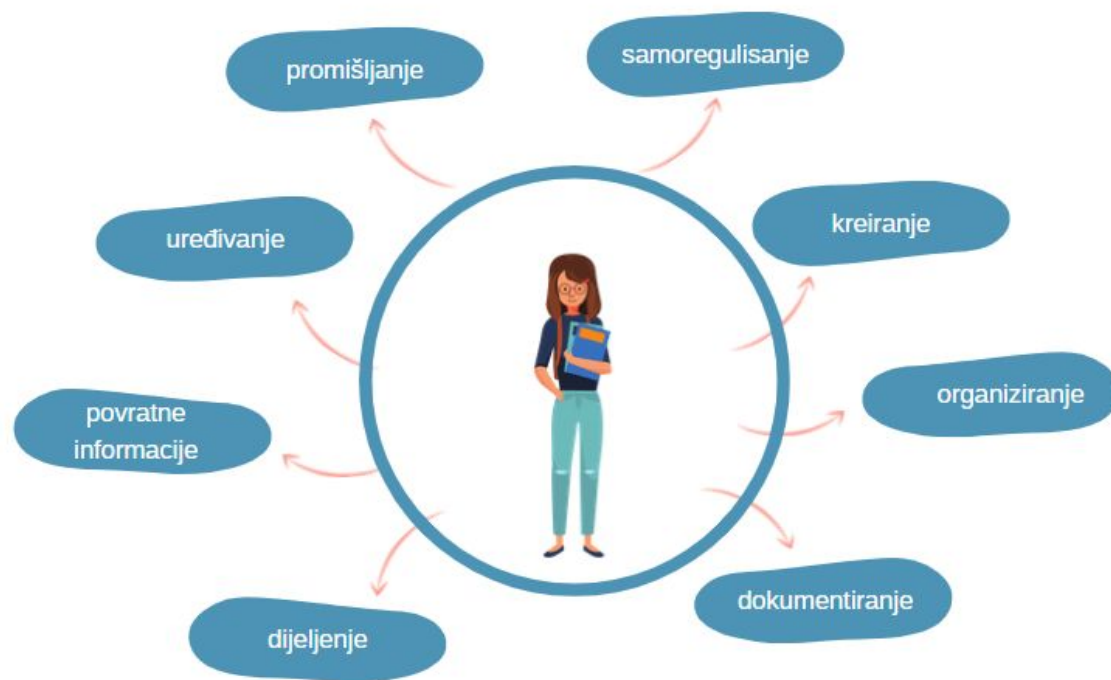 promišljanje
samoregulisanje
uređivanje
kreiranje
povratne
informacije
organiziranje
dijeljenje
dokumentiranje